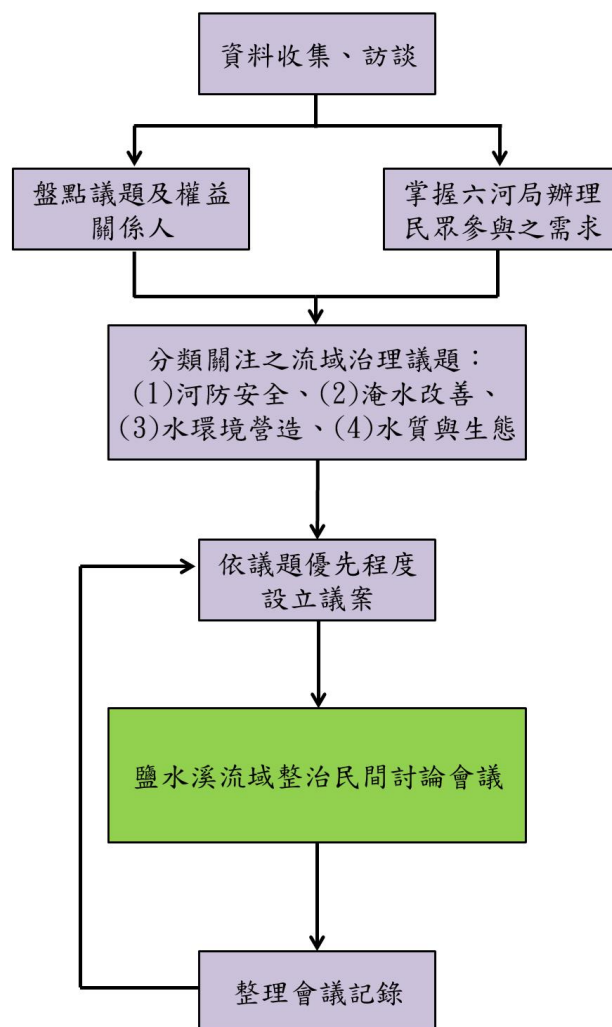 資料收集、訪談
盤點議題及權益
關係人
掌握六河局辦理
民眾參與之需求
分類關注之流域治理議題：
(1)河防安全、(2)淹水改善、
(3)水環境營造、(4)水質與生態
依議題優先程度
設立議案
鹽水溪流域整治民間討論會議
整理會議記錄